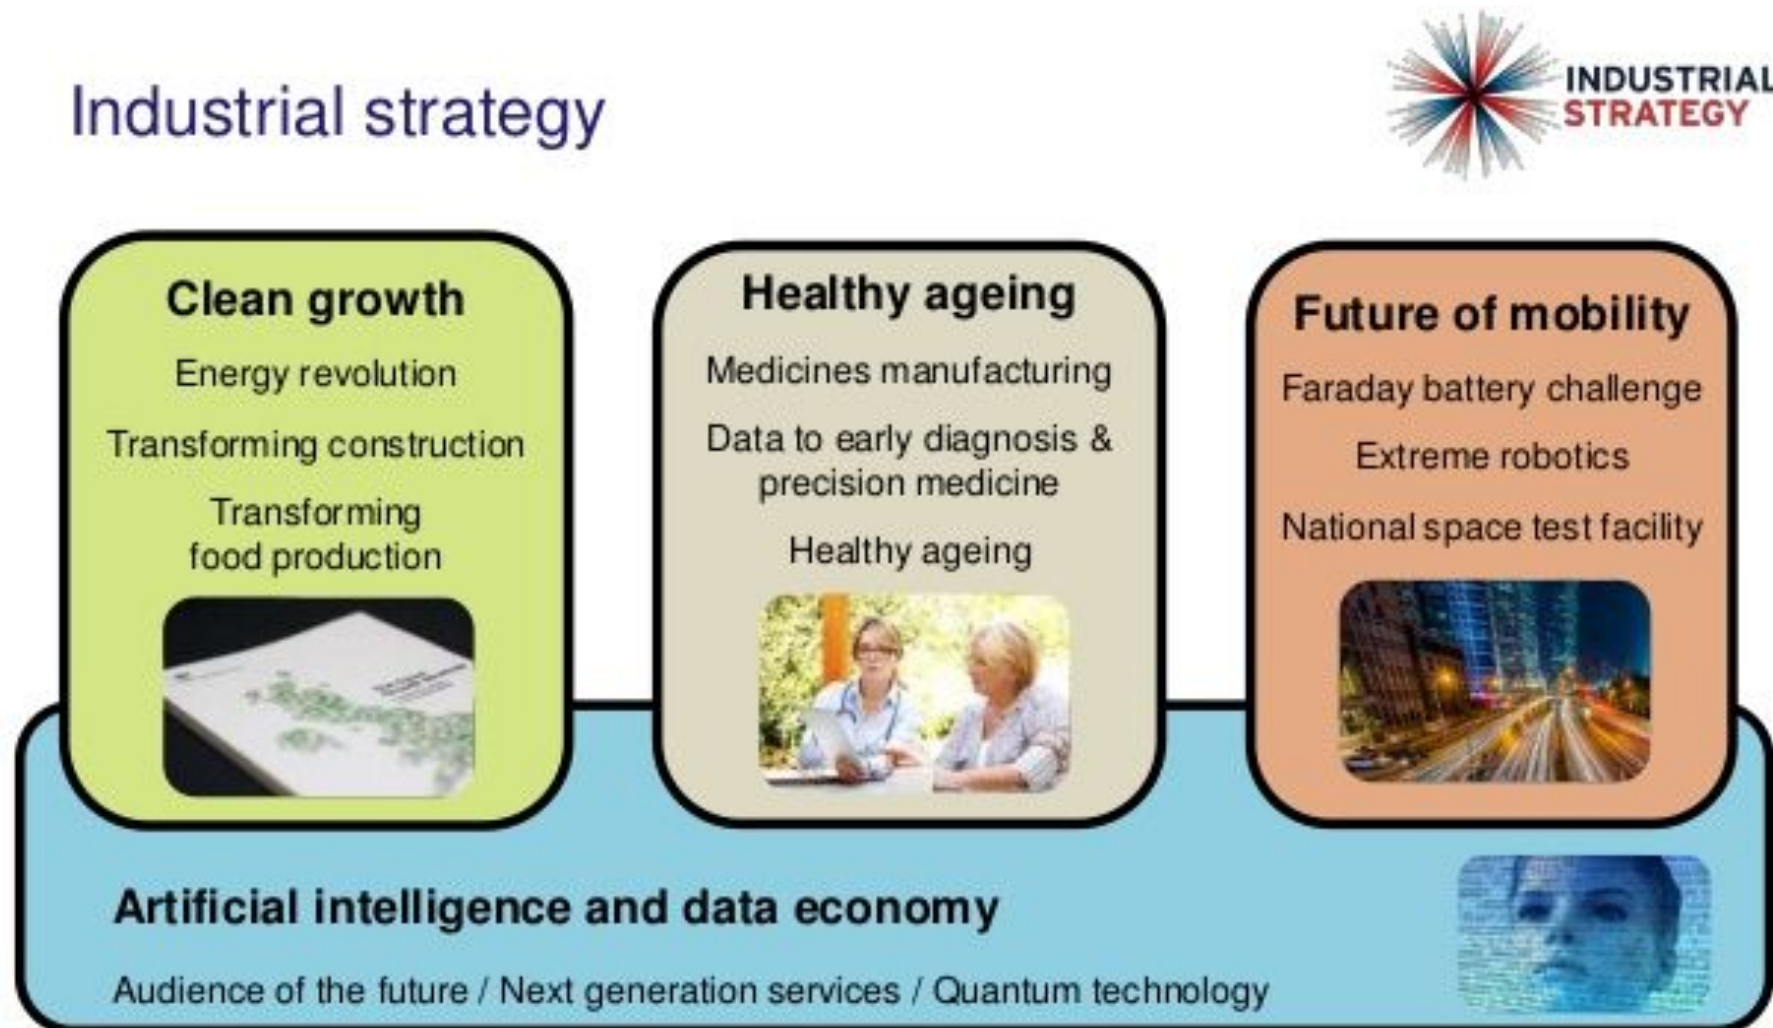 Industrial strategy
INDUSTRIAL
STRATEGY
Clean growth
Energy revolution
Transforming construction
Transforming
food production
Healthy ageing
Medicines manufacturing
Data to early diagnosis &
precision medicine
Healthy ageing
Future of mobility
Faraday battery challenge
Extreme robotics
National space test facility
Artificial intelligence and data economy
Audience of the future / Next generation services / Quantum technology